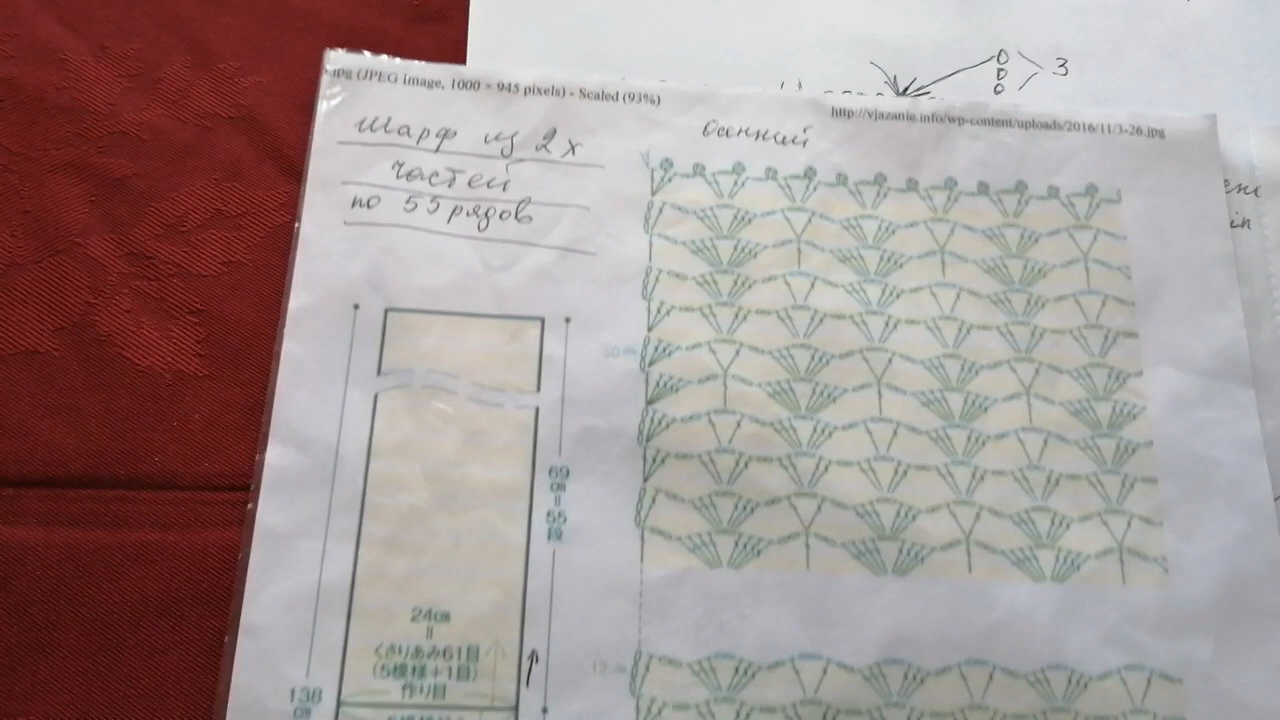 3
.jpg (JPEG Image, 1000 × 945 pixels) - Scaled (93%)
http://vjazanie.info/wp-content/uploads/2016/11/3-26.jpg
Шарф из 2х
частей
по 55 рядов
Осенний
69
cm
=
55
段
24cm
=
くさりあみ61目
(5模様+1目)
作り目
138
cm